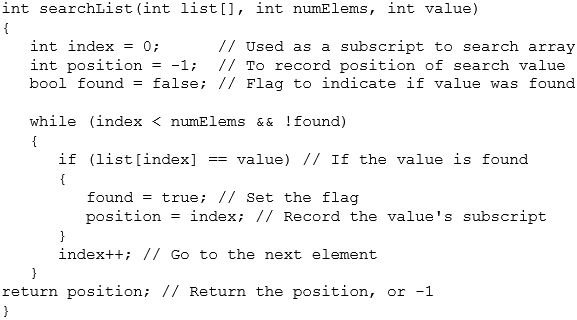 int searchList(int list[], int numElems, int value)
{
   int index = 0;      // Used as a subscript to search array
   int position = -1;  // To record position of search value
   bool found = false; // Flag to indicate if value was found

   while (index < numElems && !found)
   {
      if (list[index] == value) // If the value is found
      {
         found = true; // Set the flag
         position = index; // Record the value's subscript
      }
      index++; // Go to the next element
   }
return position; // Return the position, or -1
}